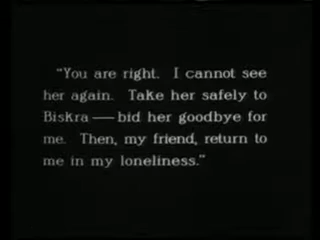 "You are right. I cannot see
her again. Take her safely to
Biskra — bid her goodbye for
me. Then, my friend, return to
me in my loneliness."